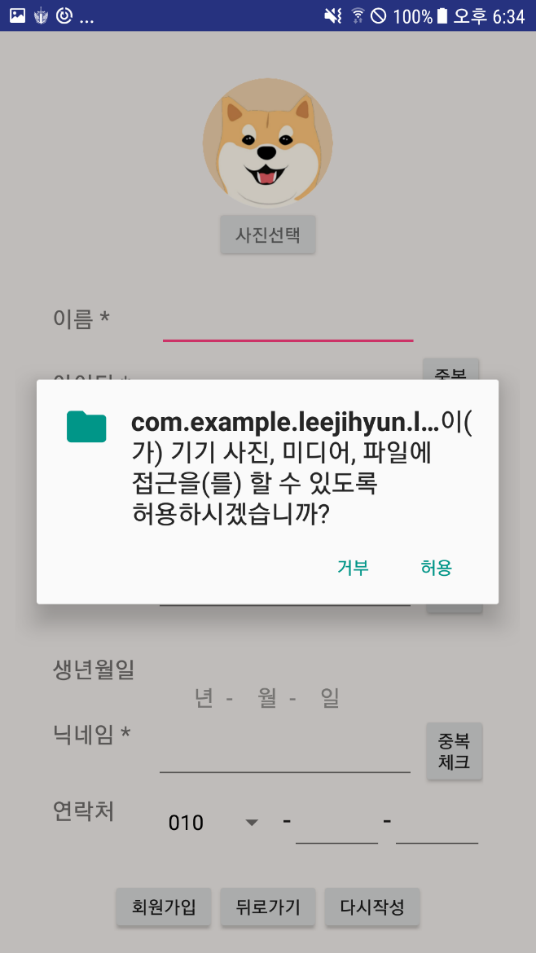 ... 100% 오후 6:34
사진선택
이름 *
중복
com.example.leejihyun.l...이(
가) 기기 사진, 미디어, 파일에
접근을(를) 할 수 있도록
허용하시겠습니까?
거부 허용
생년월일
년 - 월 - 일
닉네임 *
중복
체크
연락처
010 - -
회원가입 뒤로가기 다시작성